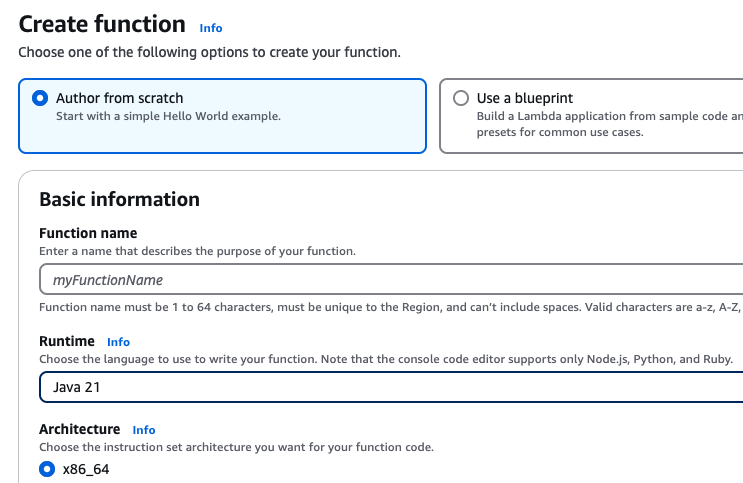 Create function Info
Choose one of the following options to create your function.
Author from scratch
Start with a simple Hello World example.
Use a blueprint
Build a Lambda application from sample code an
presets for common use cases.
Basic information
Function name
Enter a name that describes the purpose of your function.
myFunctionName
Function name must be 1 to 64 characters, must be unique to the Region, and can't include spaces. Valid characters are a-z, A-Z,
Runtime Info
Choose the language to use to write your function. Note that the console code editor supports only Node.js, Python, and Ruby.
Java 21
Architecture Info
Choose the instruction set architecture you want for your function code.
x86_64